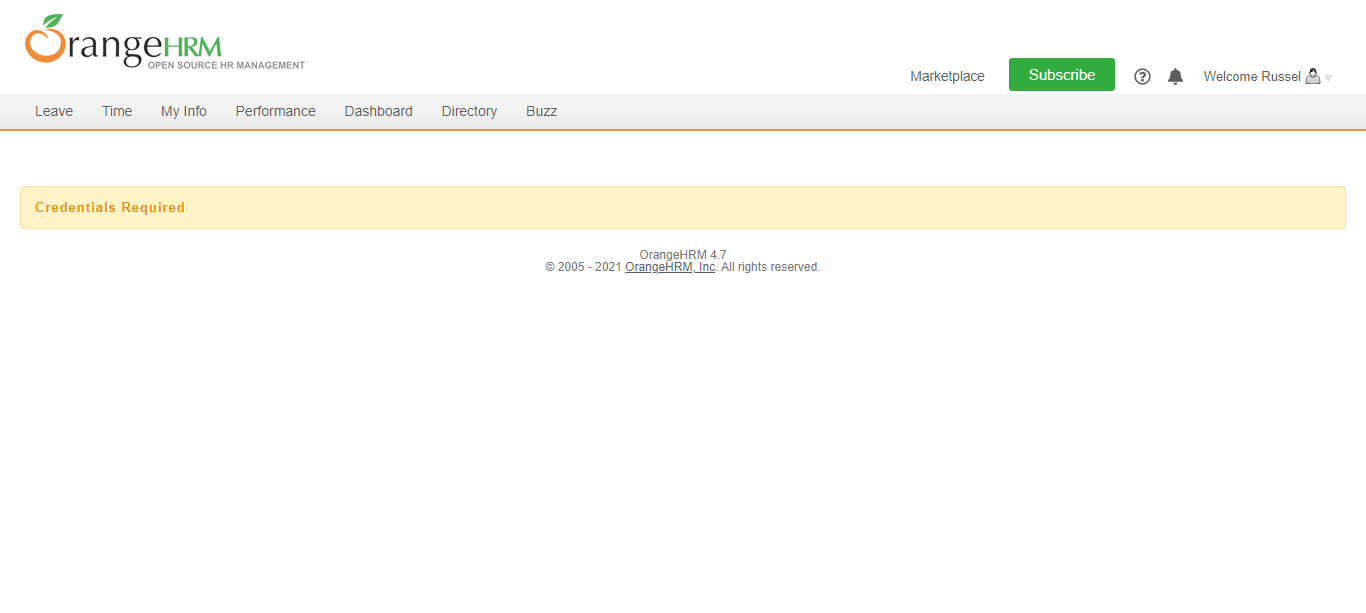 OrangeHRM
OPEN SOURCE HR MANAGEMENT
Marketplace Subscribe ? Welcome Russel
Leave Time My Info Performance Dashboard Directory Buzz
Credentials Required
OrangeHRM 4.7
© 2005 - 2021 OrangeHRM, Inc. All rights reserved.